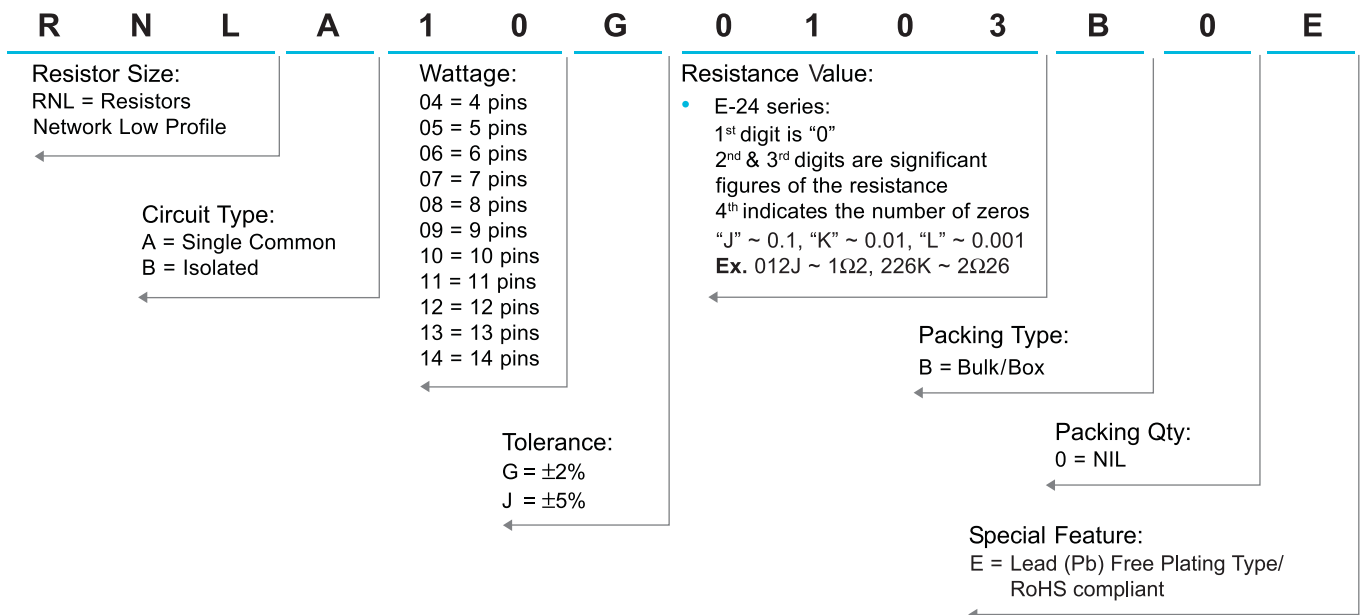 R N L A 1 0 G 0 1 0 3 B 0 E
Resistor Size:
RNL = Resistors
Network Low Profile
Circuit Type:
A = Single Common
B = Isolated
Wattage:
04 = 4 pins
05 = 5 pins
06 = 6 pins
07 = 7 pins
08 = 8 pins
09 = 9 pins
10 = 10 pins
11 = 11 pins
12 = 12 pins
13 = 13 pins
14 = 14 pins
Tolerance:
G = ±2%
J = ±5%
Resistance Value:
• E-24 series:
1st digit is “0”
2nd & 3rd digits are significant
figures of the resistance
4th indicates the number of zeros
“J” ~ 0.1, “K” ~ 0.01, “L” ~ 0.001
Ex. 012J ~ 1Ω2, 226K ~ 2Ω26
Packing Type:
B = Bulk/Box
Packing Qty:
0 = NIL
Special Feature:
E = Lead (Pb) Free Plating Type/
RoHS compliant